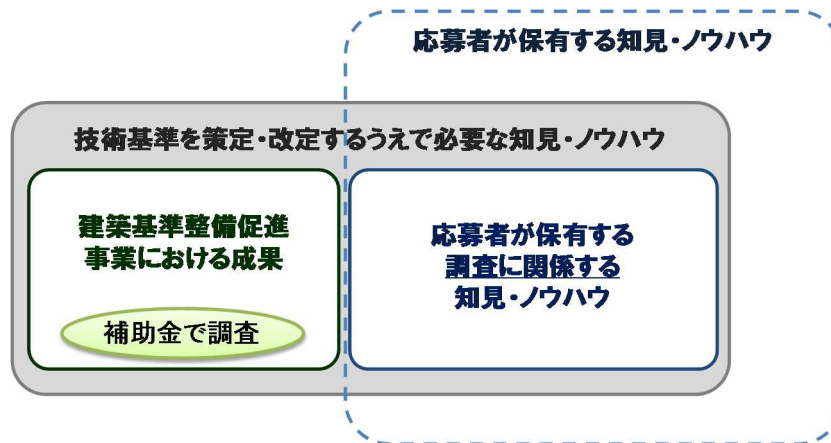 応募者が保有する知見・ノウハウ
技術基準を策定・改定するうえで必要な知見・ノウハウ
建築基準整備促進
事業における成果
補助金で調査
応募者が保有する
調査に関係する
知見・ノウハウ